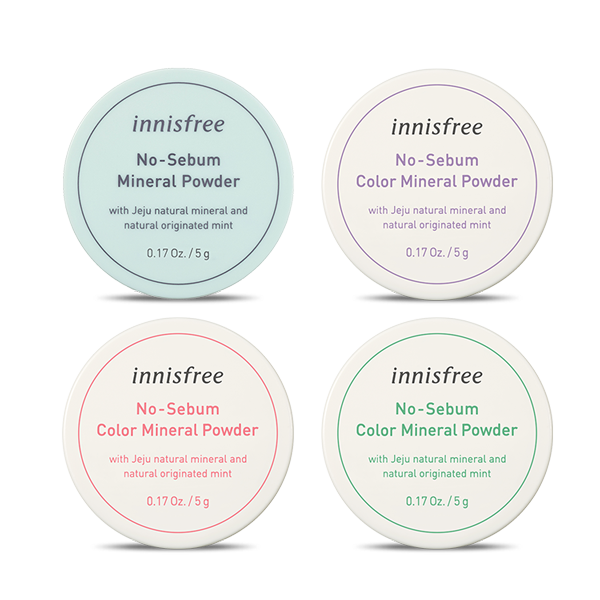 innisfree
No-Sebum
Mineral Powder
with Jeju natural mineral and
natural originated mint
0.17 Oz. / 5 g
innisfree
No-Sebum
Color Mineral Powder
with Jeju natural mineral and
natural originated mint
0.17 Oz. / 5 g
innisfree
No-Sebum
Color Mineral Powder
with Jeju natural mineral and
natural originated mint
0.17 Oz. / 5 g
innisfree
No-Sebum
Color Mineral Powder
with Jeju natural mineral and
natural originated mint
0.17 Oz. / 5 g